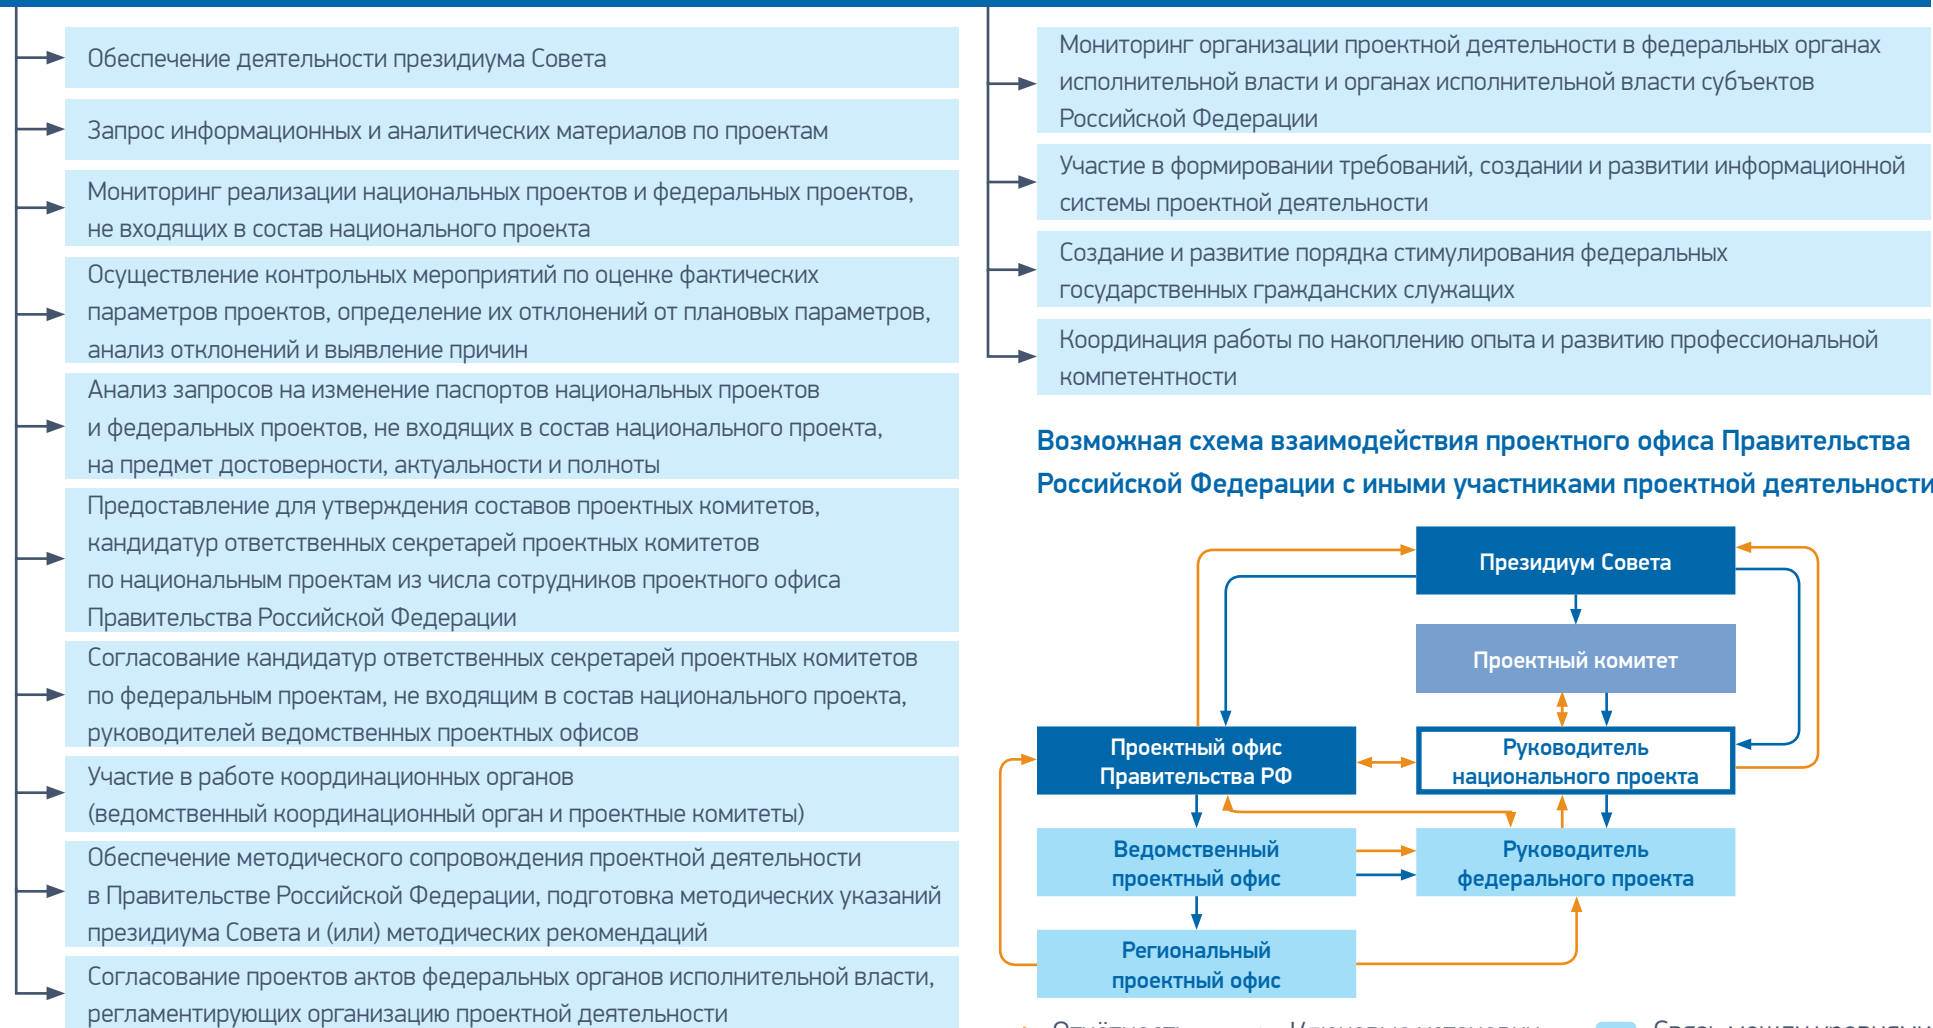 Обеспечение деятельности президиума Совета
Запрос информационных и аналитических материалов по проектам
Мониторинг реализации национальных проектов и федеральных проектов,
не входящих в состав национального проекта
Осуществление контрольных мероприятий по оценке фактических
параметров проектов, определение их отклонений от плановых параметров,
анализ отклонений и выявление причин
Анализ запросов на изменение паспортов национальных проектов
и федеральных проектов, не входящих в состав национального проекта,
на предмет достоверности, актуальности и полноты
Предоставление для утверждения составов проектных комитетов,
кандидатур ответственных секретарей проектных комитетов
по национальным проектам из числа сотрудников проектного офиса
Правительства Российской Федерации
Согласование кандидатур ответственных секретарей проектных комитетов
по федеральным проектам, не входящим в состав национального проекта,
руководителей ведомственных проектных офисов
Участие в работе координационных органов
(ведомственный координационный орган и проектные комитеты)
Обеспечение методического сопровождения проектной деятельности
в Правительстве Российской Федерации, подготовка методических указаний
президиума Совета и (или) методических рекомендаций
Согласование проектов актов федеральных органов исполнительной власти,
регламентирующих организацию проектной деятельности
Мониторинг организации проектной деятельности в федеральных органах
исполнительной власти и органах исполнительной власти субъектов
Российской Федерации
Участие в формировании требований, создании и развитии информационной
системы проектной деятельности
Создание и развитие порядка стимулирования федеральных
государственных гражданских служащих
Координация работы по накоплению опыта и развитию профессиональной
компетентности
Возможная схема взаимодействия проектного офиса Правительства
Российской Федерации с иными участниками проектной деятельности
Президиум Совета
Проектный комитет
Проектный офис
Правительства РФ
Руководитель
национального проекта
Ведомственный
проектный офис
Руководитель
федерального проекта
Региональный
проектный офис
Отчётность
Ключевые установки
Связь между уровнями